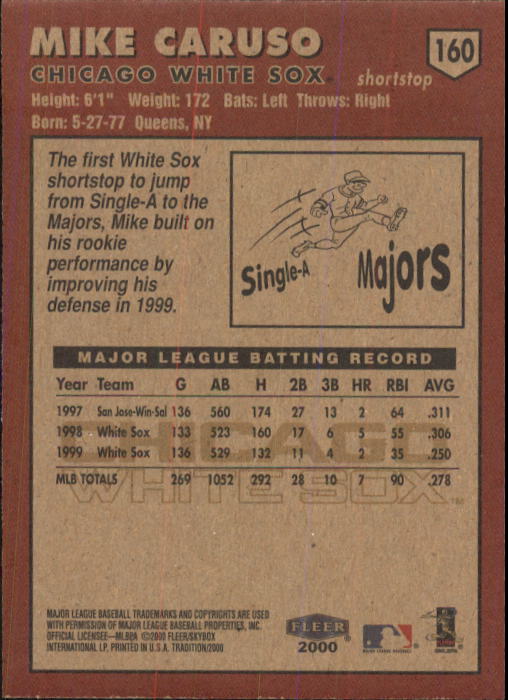 MIKE CARUSO
160
CHICAGO WHITE SOX
shortstop
Height: 6'1" Weight: 172 Bats: Left Throws: Right
Born: 5-27-77 Queens, NY
The first White Sox
shortstop to jump
from Single-A to the
Majors, Mike built on
his rookie
performance by
improving his
defense in 1999.
Single-A
Majors
MAJOR LEAGUE BATTING RECORD
Year Team G AB H 2B 3B HR RBI AVG
1997 San Jose-Win-Sal 136 560 174 27 13 2 64 .311
1998 White Sox 133 523 160 17 6 5 55 .306
1999 White Sox 136 529 132 11 4 2 35 .250
MLB TOTALS 269 1052 292 28 10 7 90 .278
CHICAGO
WHITE SOX™
MAJOR LEAGUE BASEBALL TRADEMARKS AND COPYRIGHTS ARE USED
WITH PERMISSION OF MAJOR LEAGUE BASEBALL PROPERTIES, INC.
OFFICIAL LICENSEE—MLBPA ©2000 FLEER/SKYBOX
INTERNATIONAL LP. PRINTED IN U.S.A. TRADITION/2000
FLEER
2000